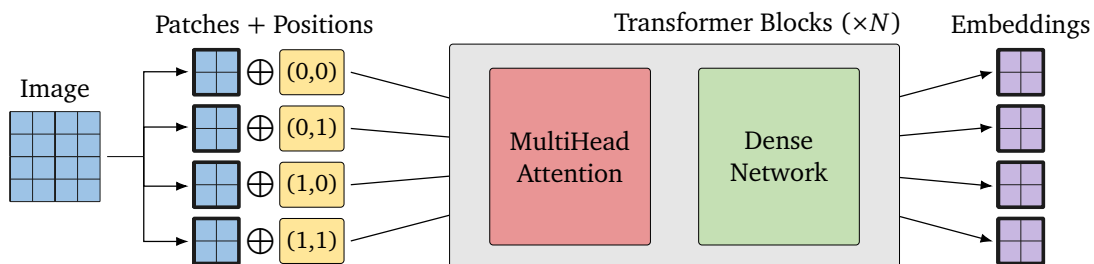 Patches + Positions
Transformer Blocks (×N)
Embeddings
Image
(0,0)
(0,1)
(1,0)
(1,1)
MultiHead
Attention
Dense
Network